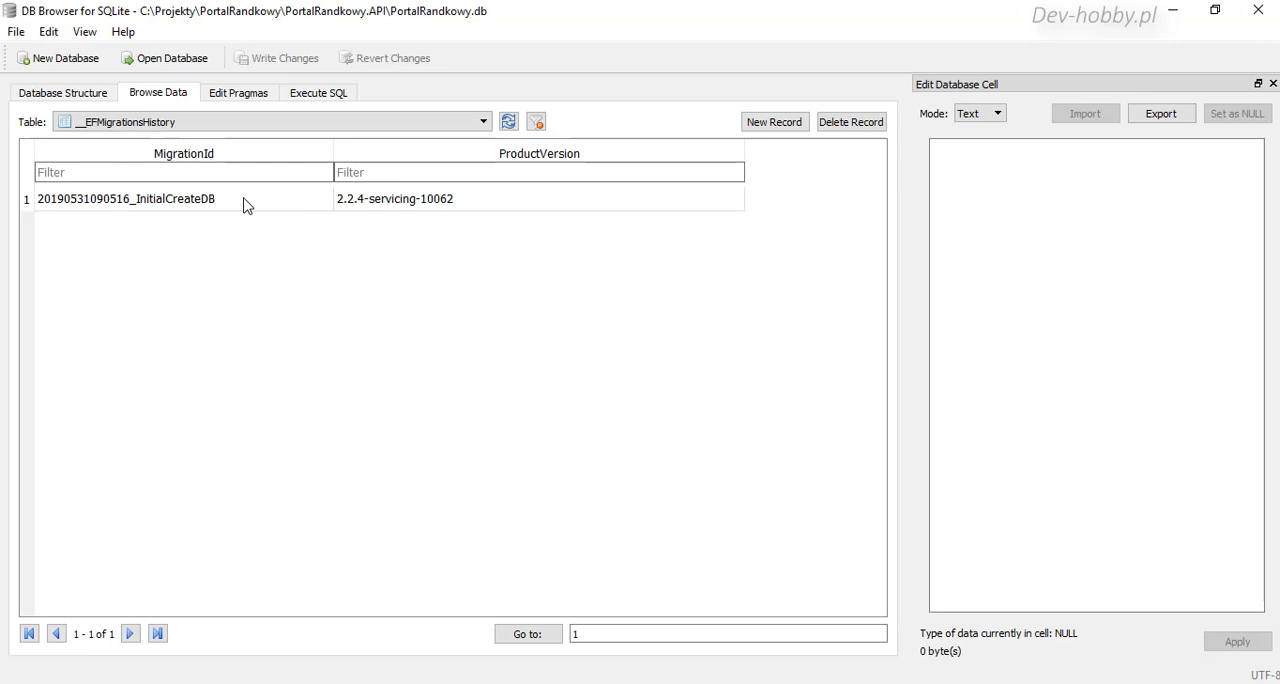 DB Browser for SQLite - C:\Projekty\PortalRandkowy\PortalRandkowy.API\PortalRandkowy.db
Dev-hobby.pl
File Edit View Help
New Database Open Database Write Changes Revert Changes
Database Structure Browse Data Edit Pragmas Execute SQL
Table: __EFMigrationsHistory New Record Delete Record
MigrationId ProductVersion
Filter Filter
1 20190531090516_InitialCreateDB 2.2.4-servicing-10062
1 - 1 of 1 Go to: 1
Edit Database Cell
Mode: Text Import Export Set as NULL
Type of data currently in cell: NULL
0 byte(s)
Apply
UTF-8